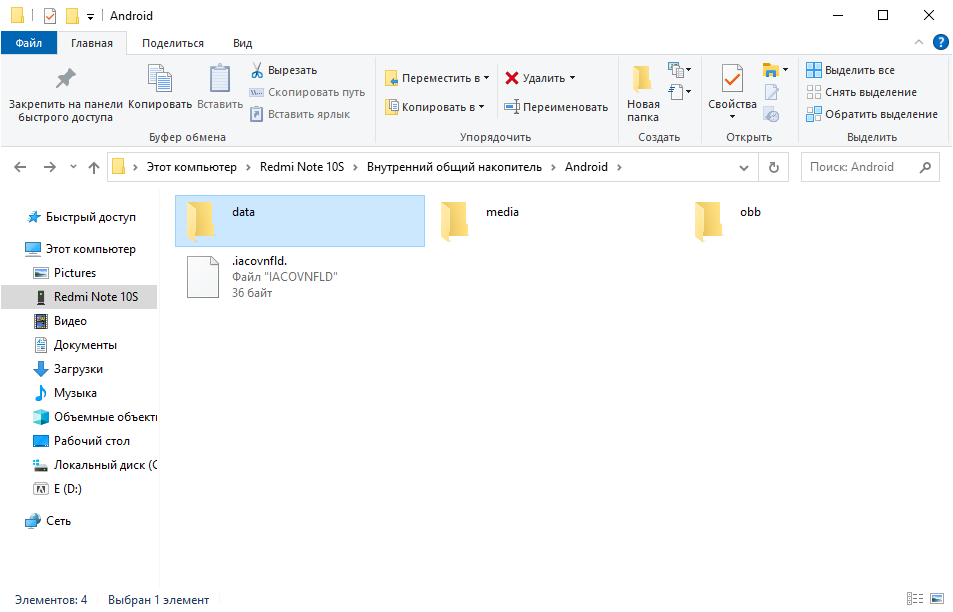 Android
Файл
Главная
Поделиться
Вид
Закрепить на панели
быстрого доступа
Копировать
Вставить
Вырезать
Скопировать путь
Вставить ярлык
Буфер обмена
Переместить в
Копировать в
Удалить
Переименовать
Упорядочить
Новая
папка
Создать
Свойства
Открыть
Выделить все
Снять выделение
Обратить выделение
Выделить
Этот компьютер > Redmi Note 10S > Внутренний общий накопитель > Android >
Поиск: Android
Быстрый доступ
Этот компьютер
Pictures
Redmi Note 10S
Видео
Документы
Загрузки
Музыка
Объемные объекты
Рабочий стол
Локальный диск (C
E (D:)
Сеть
data
media
obb
.iacovnfld.
Файл "IACOVNFLD"
36 байт
Элементов: 4
Выбран 1 элемент